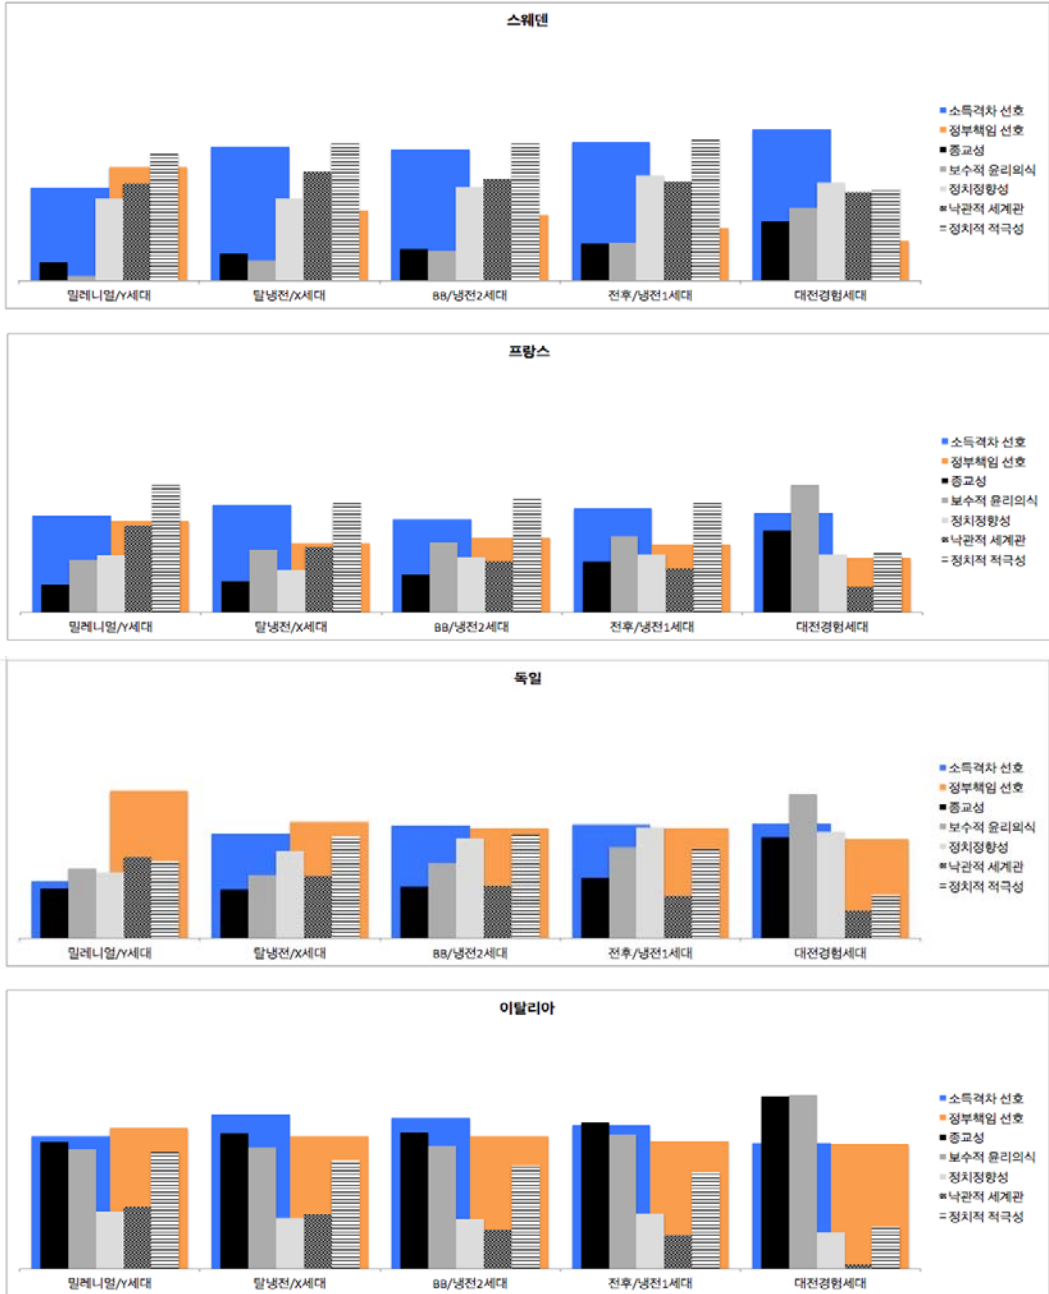 스웨덴
소득격차 선호
정부책임 선호
종교성
보수적 윤리의식
정치정향성
낙관적 세계관
정치적 적극성
밀레니얼/Y세대 탈냉전/X세대 BB/냉전2세대 전후/냉전1세대 대전경험세대
프랑스
소득격차 선호
정부책임 선호
종교성
보수적 윤리의식
정치정향성
낙관적 세계관
정치적 적극성
밀레니얼/Y세대 탈냉전/X세대 BB/냉전2세대 전후/냉전1세대 대전경험세대
독일
소득격차 선호
정부책임 선호
종교성
보수적 윤리의식
정치정향성
낙관적 세계관
정치적 적극성
밀레니얼/Y세대 탈냉전/X세대 BB/냉전2세대 전후/냉전1세대 대전경험세대
이탈리아
소득격차 선호
정부책임 선호
종교성
보수적 윤리의식
정치정향성
낙관적 세계관
정치적 적극성
밀레니얼/Y세대 탈냉전/X세대 BB/냉전2세대 전후/냉전1세대 대전경험세대